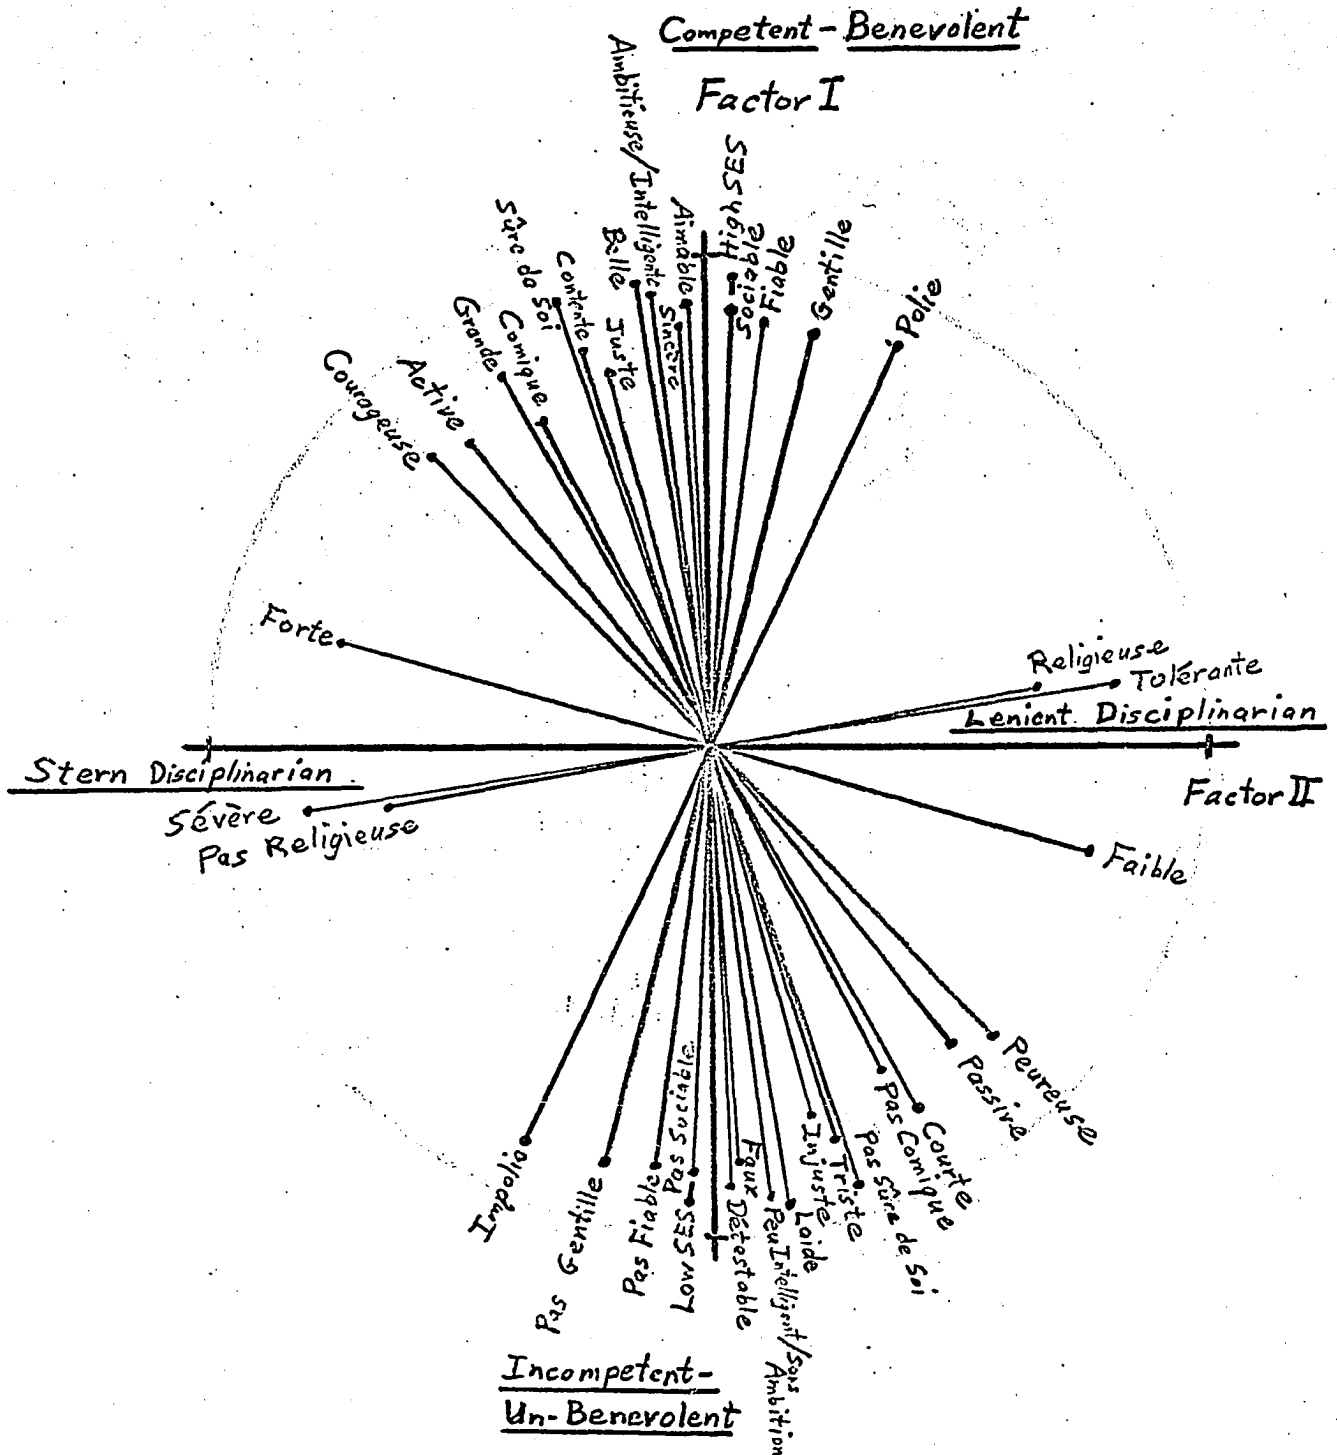 Competent - Benevolent
Factor I
Ambitieuse/Intelligente
SES High
Sociable
Aimable
Sincère
Fiable
Gentille
Polie
Belle
Juste
Sûre de Soi
Contente
Comique
Grande
Active
Courageuse
Forte
Religieuse
Tolérante
Lenient Disciplinarian
Stern Disciplinarian
Factor II
Sévère
Pas Religieuse
Faible
Peureuse
Passive
Courte
Pas Comique
Pas Sûre de Soi
Triste
Injuste
Laide
Peu Intelligent/Sans
Ambition
Faux
Détestable
Pas Sociable
Low SES
Pas Fiable
Pas Gentille
Impolie
Incompetent-
Un-Benevolent